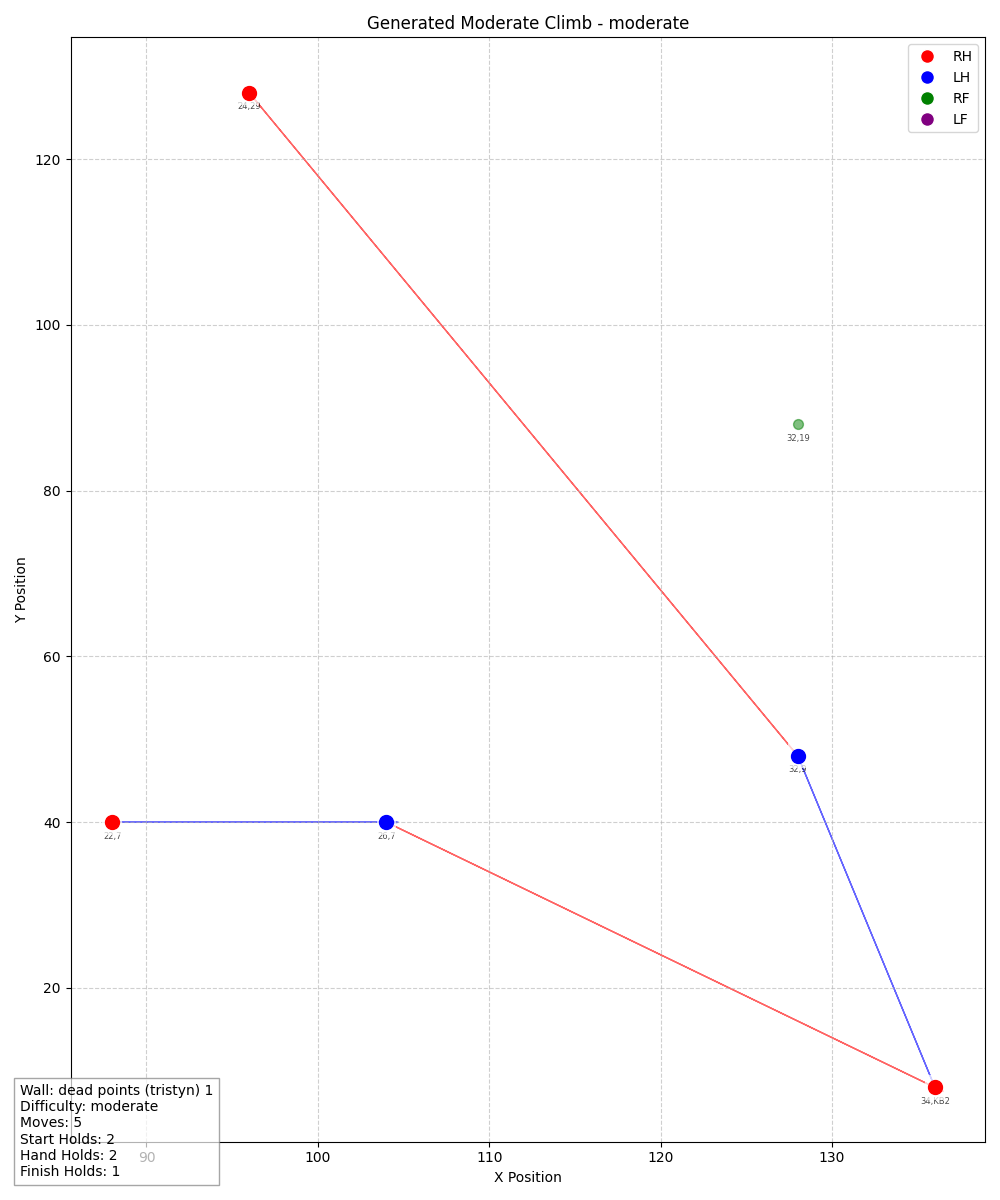 Generated Moderate Climb - moderate
RH
LH
RF
LF
24,29
32,19
32,9
22,7
26,7
34,KB2
120
100
80
60
40
20
Y Position
90
100
110
120
130
X Position
Wall: dead points (tristyn) 1
Difficulty: moderate
Moves: 5
Start Holds: 2
Hand Holds: 2
Finish Holds: 1